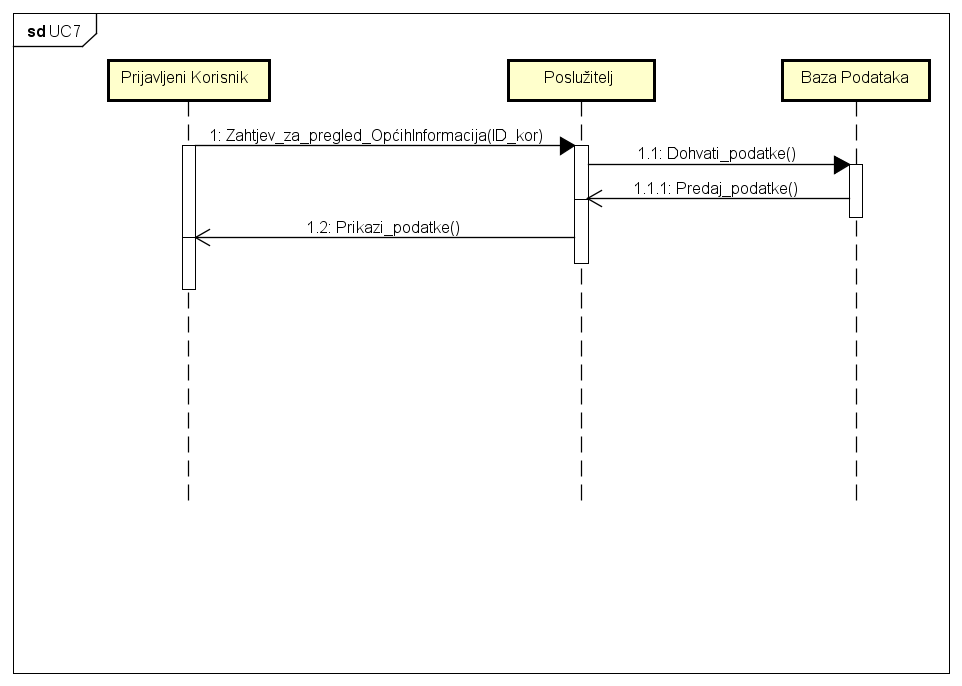 sd UC7
Prijavljeni Korisnik
Poslužitelj
Baza Podataka
1: Zahtjev_za_pregled_OpćihInformacija(ID_kor)
1.1: Dohvati_podatke()
1.1.1: Predaj_podatke()
1.2: Prikazi_podatke()